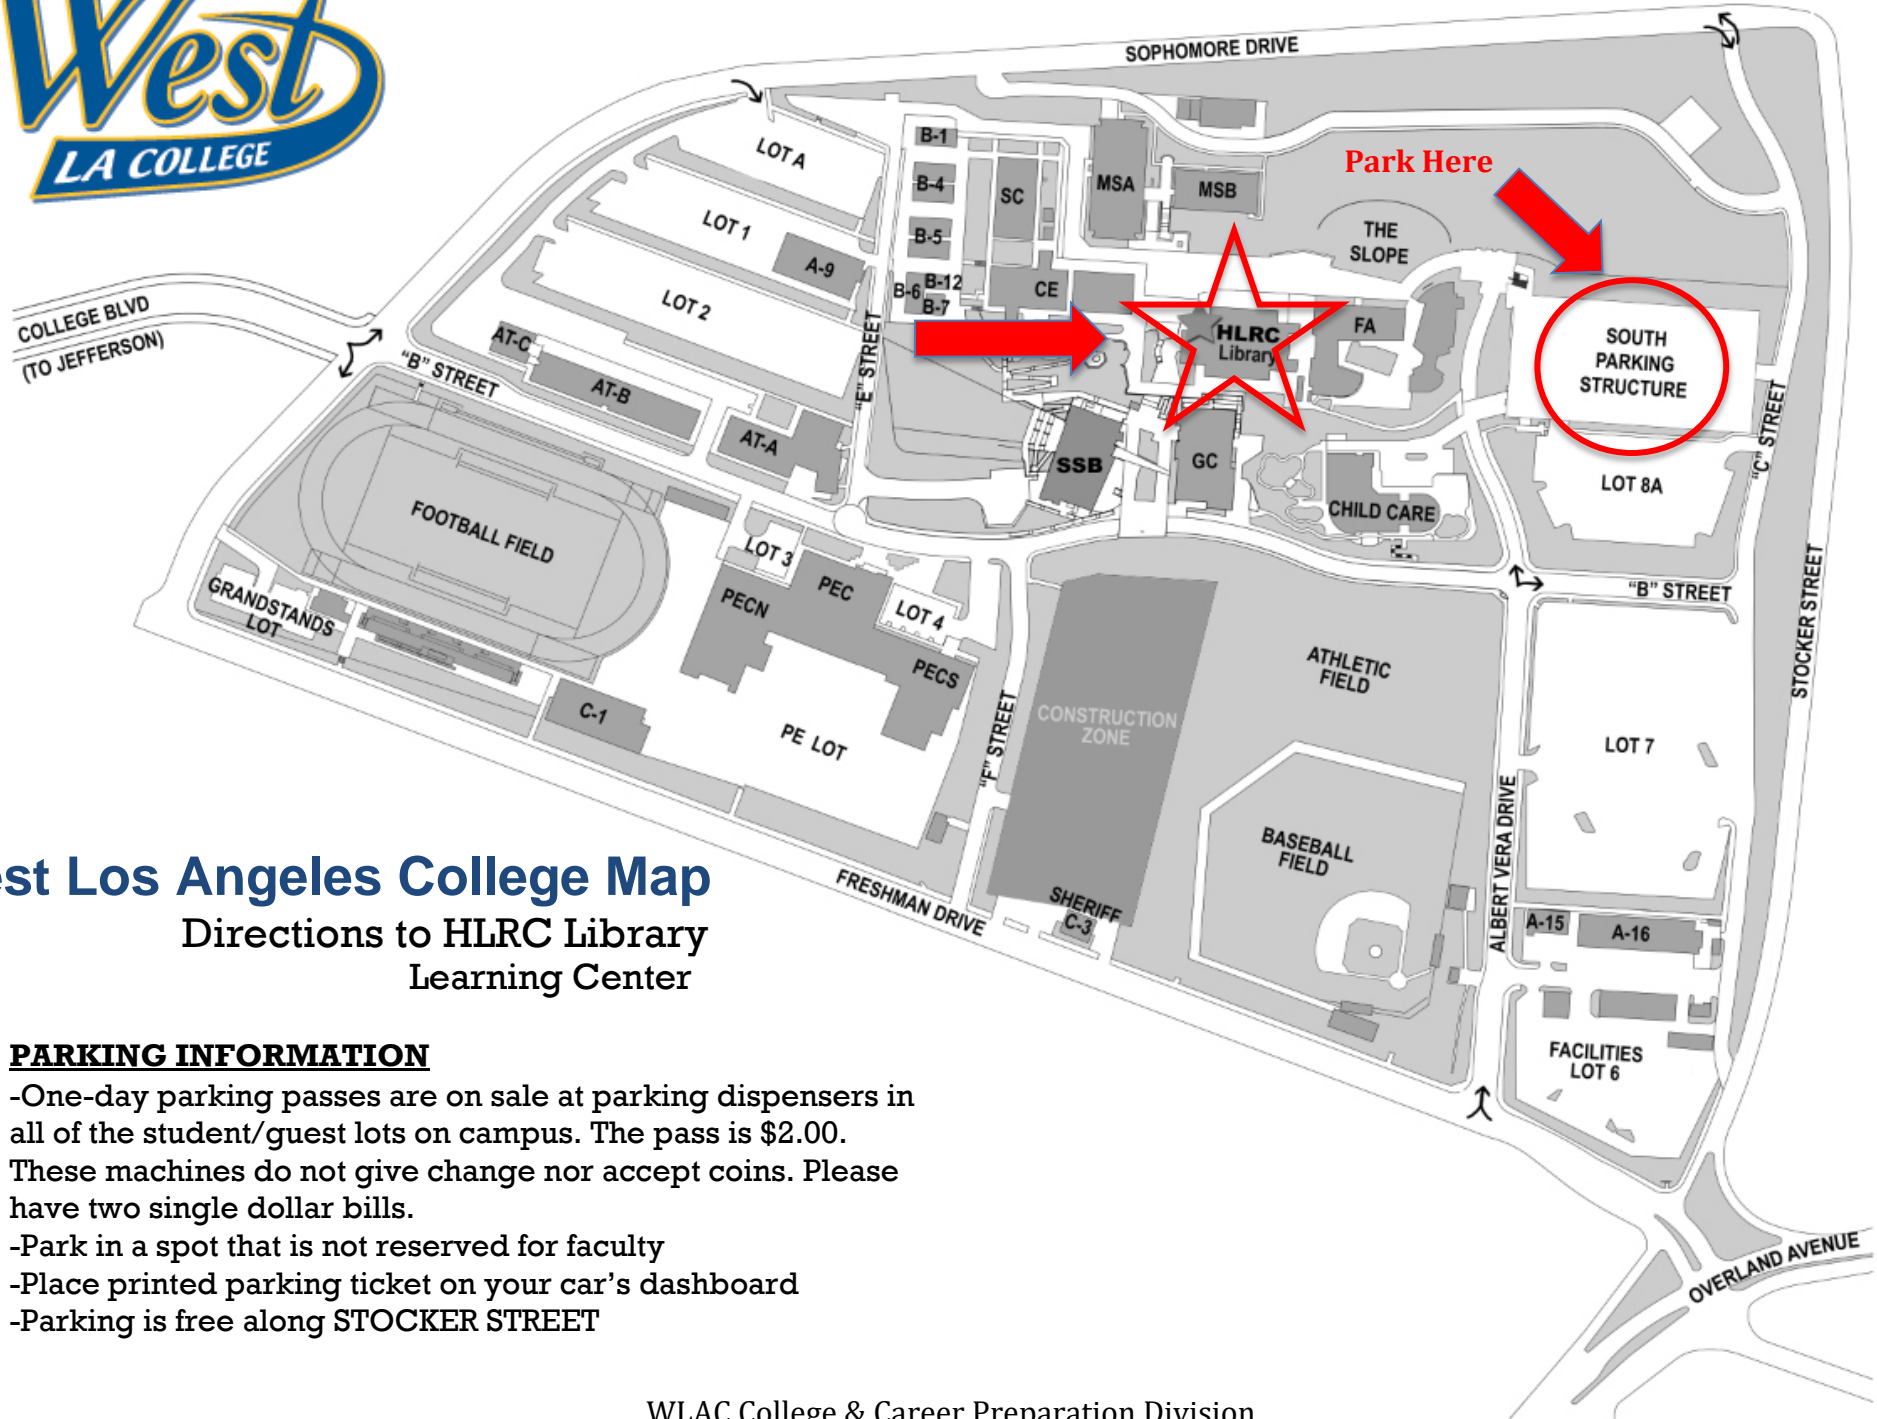 West
LA COLLEGE
SOPHOMORE DRIVE
Park Here
LOT A
B-1
B-4
B-5
B-6
B-12
B-7
SC
MSA
MSB
THE
SLOPE
LOT 1
A-9
LOT 2
CE
HLRC
Library
FA
SOUTH
PARKING
STRUCTURE
COLLEGE BLVD
(TO JEFFERSON)
"B" STREET
"E" STREET
"C" STREET
AT-C
AT-B
AT-A
SSB
GC
LOT 8A
CHILD CARE
FOOTBALL FIELD
LOT 3
PEC
PECN
LOT 4
PECS
"B" STREET
STOCKER STREET
GRANDSTANDS
LOT
C-1
PE LOT
"F" STREET
CONSTRUCTION
ZONE
ATHLETIC
FIELD
LOT 7
ALBERT VERA DRIVE
BASEBALL
FIELD
FRESHMAN DRIVE
SHERIFF
C-3
A-15
A-16
FACILITIES
LOT 6
OVERLAND AVENUE
est Los Angeles College Map
Directions to HLRC Library
Learning Center
PARKING INFORMATION
-One-day parking passes are on sale at parking dispensers in
all of the student/guest lots on campus. The pass is $2.00.
These machines do not give change nor accept coins. Please
have two single dollar bills.
-Park in a spot that is not reserved for faculty
-Place printed parking ticket on your car's dashboard
-Parking is free along STOCKER STREET
WLAC College & Career Preparation Division